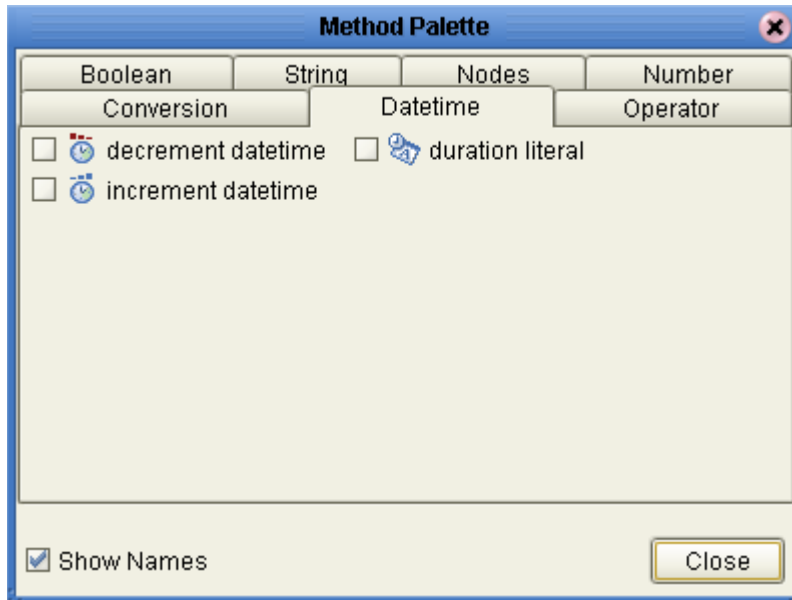 Method Palette
Boolean String Nodes Number
Conversion Datetime Operator
decrement datetime duration literal
increment datetime
Show Names Close